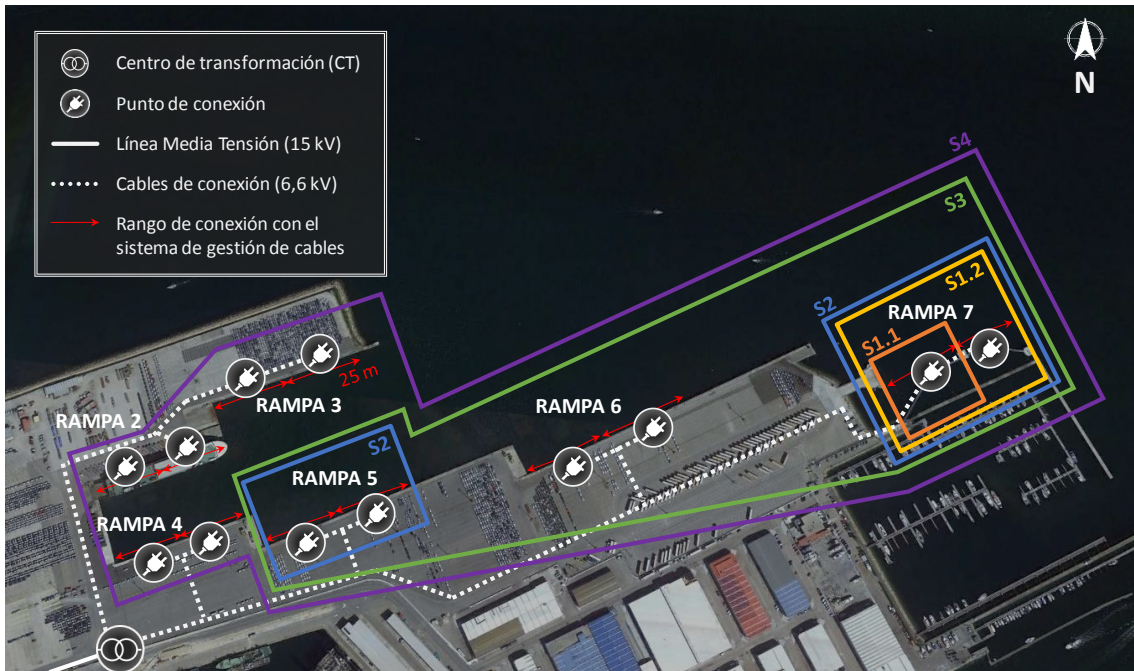 Centro de transformación (CT)
Punto de conexión
Línea Media Tensión (15 kV)
Cables de conexión (6,6 kV)
Rango de conexión con el
sistema de gestión de cables
N
S4
S3
S2
S1.2
RAMPA 7
S1.1
25 m
RAMPA 3
RAMPA 2
RAMPA 6
S2
RAMPA 5
RAMPA 4